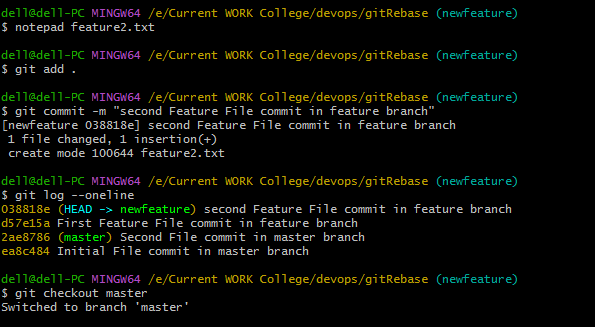 dell@dell-PC MINGW64 /e/Current WORK College/devops/gitRebase (newfeature)
$ notepad feature2.txt
dell@dell-PC MINGW64 /e/Current WORK College/devops/gitRebase (newfeature)
$ git add .
dell@dell-PC MINGW64 /e/Current WORK College/devops/gitRebase (newfeature)
$ git commit -m "second Feature File commit in feature branch"
[newfeature 038818e] second Feature File commit in feature branch
1 file changed, 1 insertion(+)
create mode 100644 feature2.txt
dell@dell-PC MINGW64 /e/Current WORK College/devops/gitRebase (newfeature)
$ git log --oneline
038818e (HEAD -> newfeature) second Feature File commit in feature branch
d57e15a First Feature File commit in feature branch
2ae8786 (master) Second File commit in master branch
ea8c484 Initial File commit in master branch
dell@dell-PC MINGW64 /e/Current WORK College/devops/gitRebase (newfeature)
$ git checkout master
Switched to branch 'master'